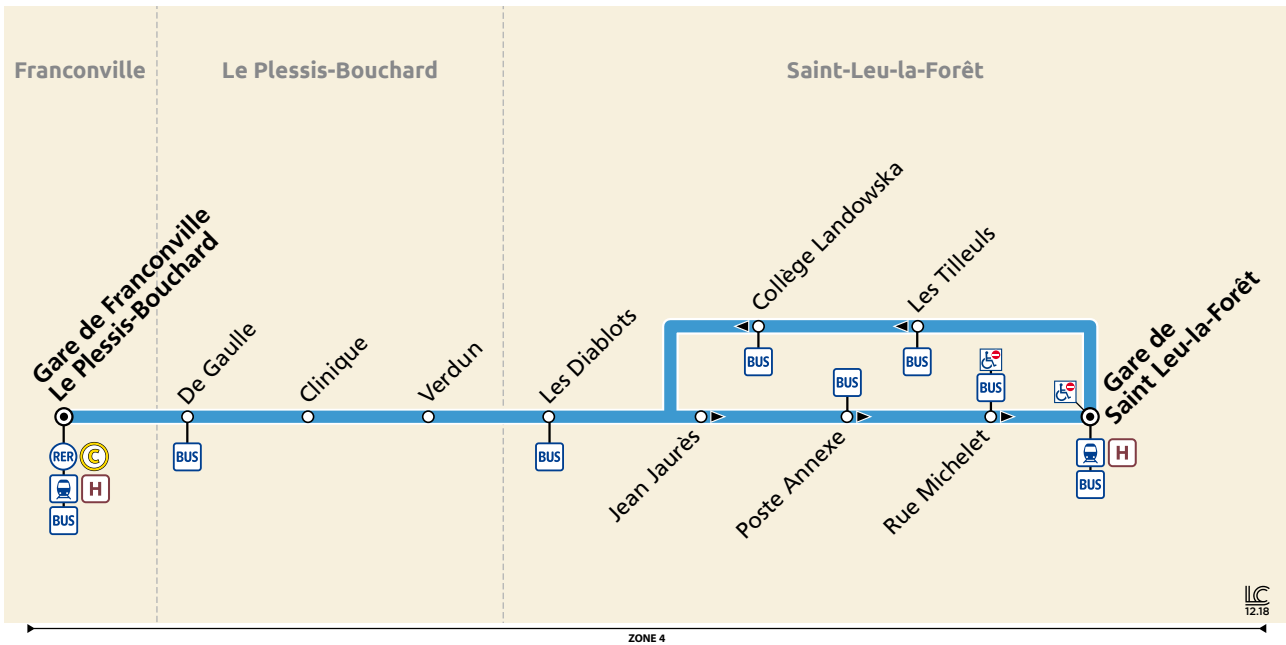 Franconville
Le Plessis-Bouchard
Saint-Leu-la-Forêt
Gare de Franconville
Le Plessis-Bouchard
De Gaulle
Clinique
Verdun
Les Diablots
Collège Landowska
Les Tilleuls
Gare de
Saint Leu-la-Forêt
BUS
BUS
BUS
BUS
Jean Jaurès
Poste Annexe
Rue Michelet
RER C
H
BUS
BUS
BUS
H
BUS
LC
12.18
ZONE 4